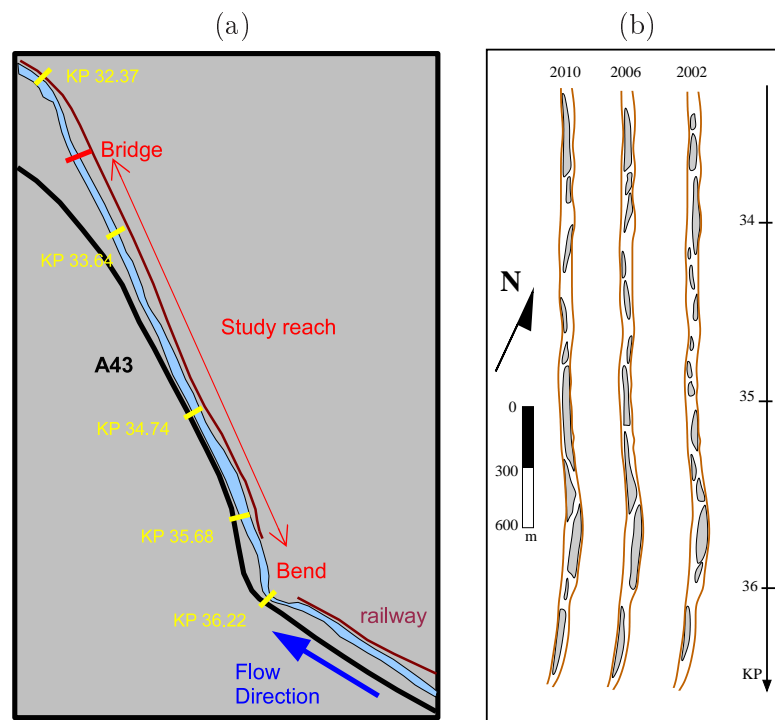 (a)
KP 32.37
Bridge
KP 33.64
Study reach
A43
KP 34.74
KP 35.68
Bend
KP 36.22
railway
Flow
Direction
(b)
2010 2006 2002
34
N
35
0
300
600
m
36
KP